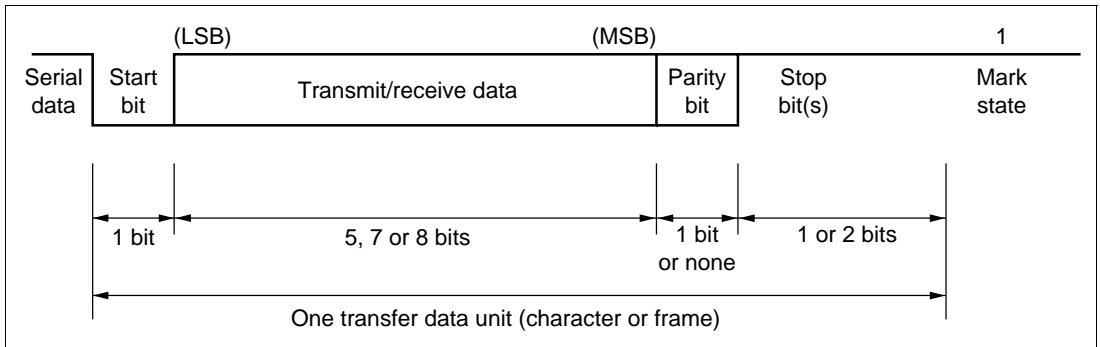 (LSB) (MSB) 1
Serial data
Start bit
Transmit/receive data
Parity bit
Stop bit(s)
Mark state
1 bit
5, 7 or 8 bits
1 bit or none
1 or 2 bits
One transfer data unit (character or frame)